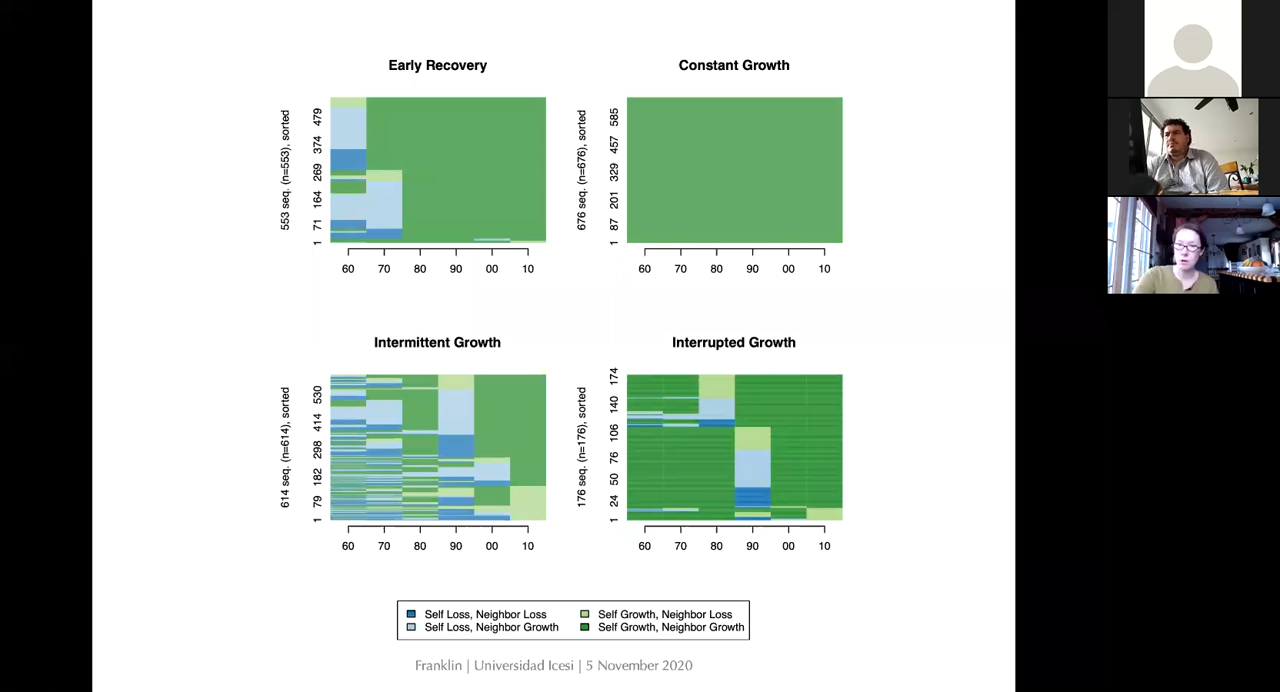 Early Recovery
553 seq. (n=553), sorted
1 71 164 269 374 479
60 70 80 90 00 10
Constant Growth
676 seq. (n=676), sorted
1 87 201 329 457 585
60 70 80 90 00 10
Intermittent Growth
614 seq. (n=614), sorted
1 79 182 298 414 530
60 70 80 90 00 10
Interrupted Growth
176 seq. (n=176), sorted
1 24 50 76 106 140 174
60 70 80 90 00 10
Self Loss, Neighbor Loss
Self Loss, Neighbor Growth
Self Growth, Neighbor Loss
Self Growth, Neighbor Growth
Franklin | Universidad Icesi | 5 November 2020